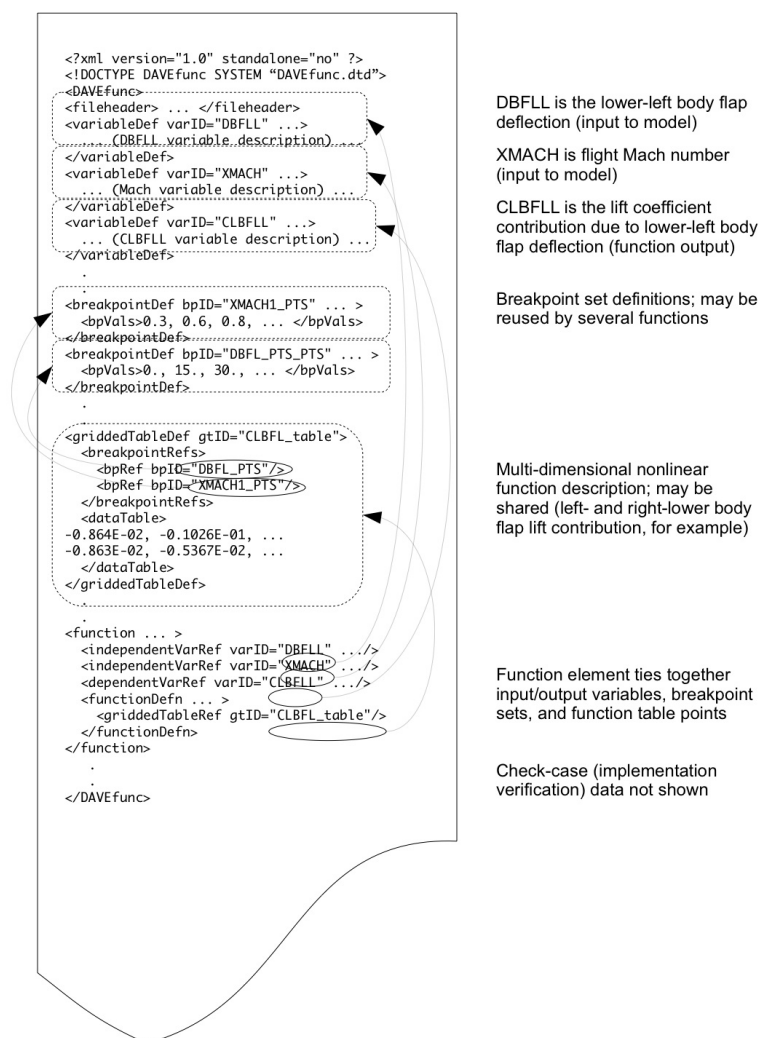 <?xml version="1.0" standalone="no" ?>
<!DOCTYPE DAVEfunc SYSTEM “DAVEfunc.dtd”>
<DAVEfunc>
<fileheader> ... </fileheader>
<variableDef varID="DBFLL" ...>
... (DBFLL variable description) ...
</variableDef>
<variableDef varID="XMACH" ...>
... (Mach variable description) ...
</variableDef>
<variableDef varID="CLBFLL" ...>
... (CLBFLL variable description) ...
</variableDef>
.
.
<breakpointDef bpID="XMACH1_PTS" ... >
<bpVals>0.3, 0.6, 0.8, ... </bpVals>
</breakpointDef>
<breakpointDef bpID="DBFL_PTS_PTS" ... >
<bpVals>0., 15., 30., ... </bpVals>
</breakpointDef>
.
.
<griddedTableDef gtID="CLBFL_table">
<breakpointRefs>
<bpRef bpID="DBFL_PTS"/>
<bpRef bpID="XMACH1_PTS"/>
</breakpointRefs>
<dataTable>
-0.864E-02, -0.1026E-01, ...
-0.863E-02, -0.5367E-02, ...
</dataTable>
</griddedTableDef>
.
.
<function ... >
<independentVarRef varID="DBFLL" .../>
<independentVarRef varID="XMACH" .../>
<dependentVarRef varID="CLBFLL" .../>
<functionDefn ... >
<griddedTableRef gtID="CLBFL_table"/>
</functionDefn>
</function>
.
.
</DAVEfunc>
DBFLL is the lower-left body flap
deflection (input to model)
XMACH is flight Mach number
(input to model)
CLBFLL is the lift coefficient
contribution due to lower-left body
flap deflection (function output)
Breakpoint set definitions; may be
reused by several functions
Multi-dimensional nonlinear
function description; may be
shared (left- and right-lower body
flap lift contribution, for example)
Function element ties together
input/output variables, breakpoint
sets, and function table points
Check-case (implementation
verification) data not shown